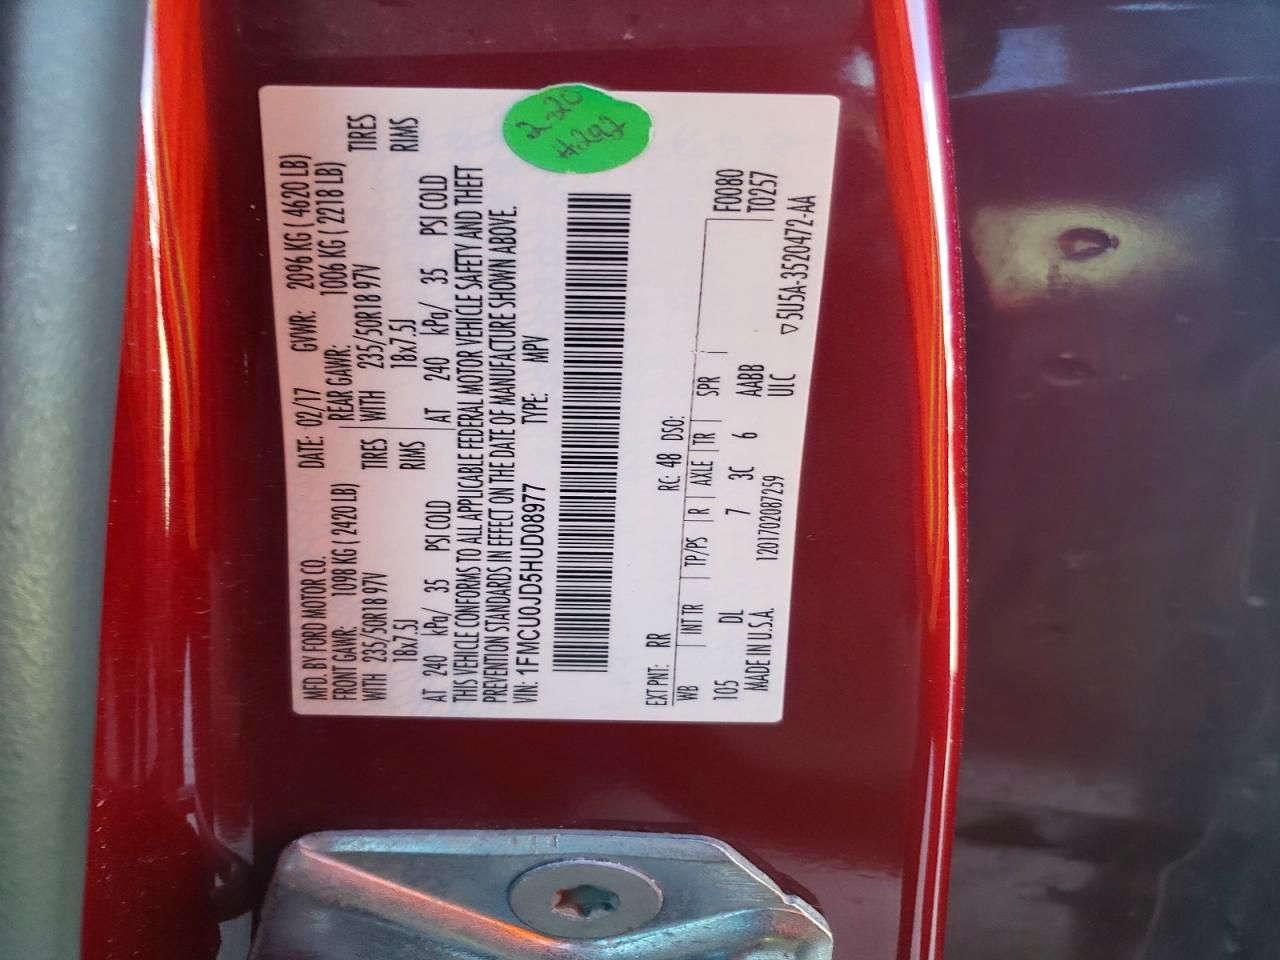 2-20
#292
MFD. BY FORD MOTOR CO.
DATE: 02/17 GVWR: 2096 KG ( 4620 LB)
FRONT GAWR: 1098 KG ( 2420 LB)
REAR GAWR: 1006 KG ( 2218 LB)
WITH 235/50R18 97V TIRES
WITH 235/50R18 97V TIRES
18x7.5J RIMS
18x7.5J RIMS
AT 240 kPa/ 35 PSI COLD
AT 240 kPa/ 35 PSI COLD
THIS VEHICLE CONFORMS TO ALL APPLICABLE FEDERAL MOTOR VEHICLE SAFETY AND THEFT
PREVENTION STANDARDS IN EFFECT ON THE DATE OF MANUFACTURE SHOWN ABOVE.
VIN: 1FMCU0JD5HUD08977 TYPE: MPV
EXT PNT: RR RC: 48 DSO: F0080
WB INT TR TP/PS R AXLE TR SPR T0257
105 DL 7 3C 6 AABB
MADE IN U.S.A. 1201702087259 ULC
▽5U5A-3520472-AA